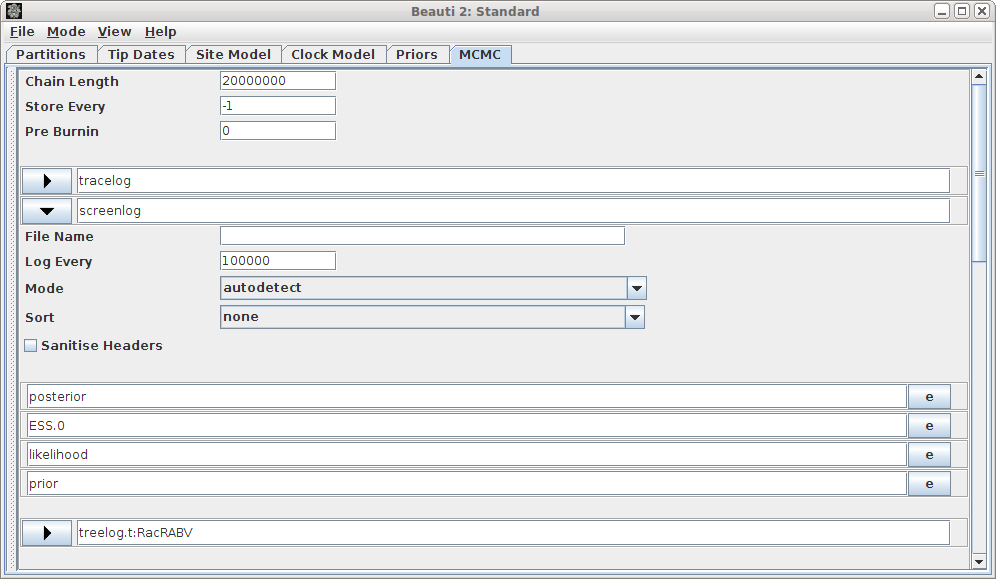 Beauti 2: Standard
File Mode View Help
Partitions Tip Dates Site Model Clock Model Priors MCMC
Chain Length 20000000
Store Every -1
Pre Burnin 0
tracelog
screenlog
File Name
Log Every 100000
Mode autodetect
Sort none
Sanitise Headers
posterior e
ESS.0 e
likelihood e
prior e
treelog.t:RacRABV